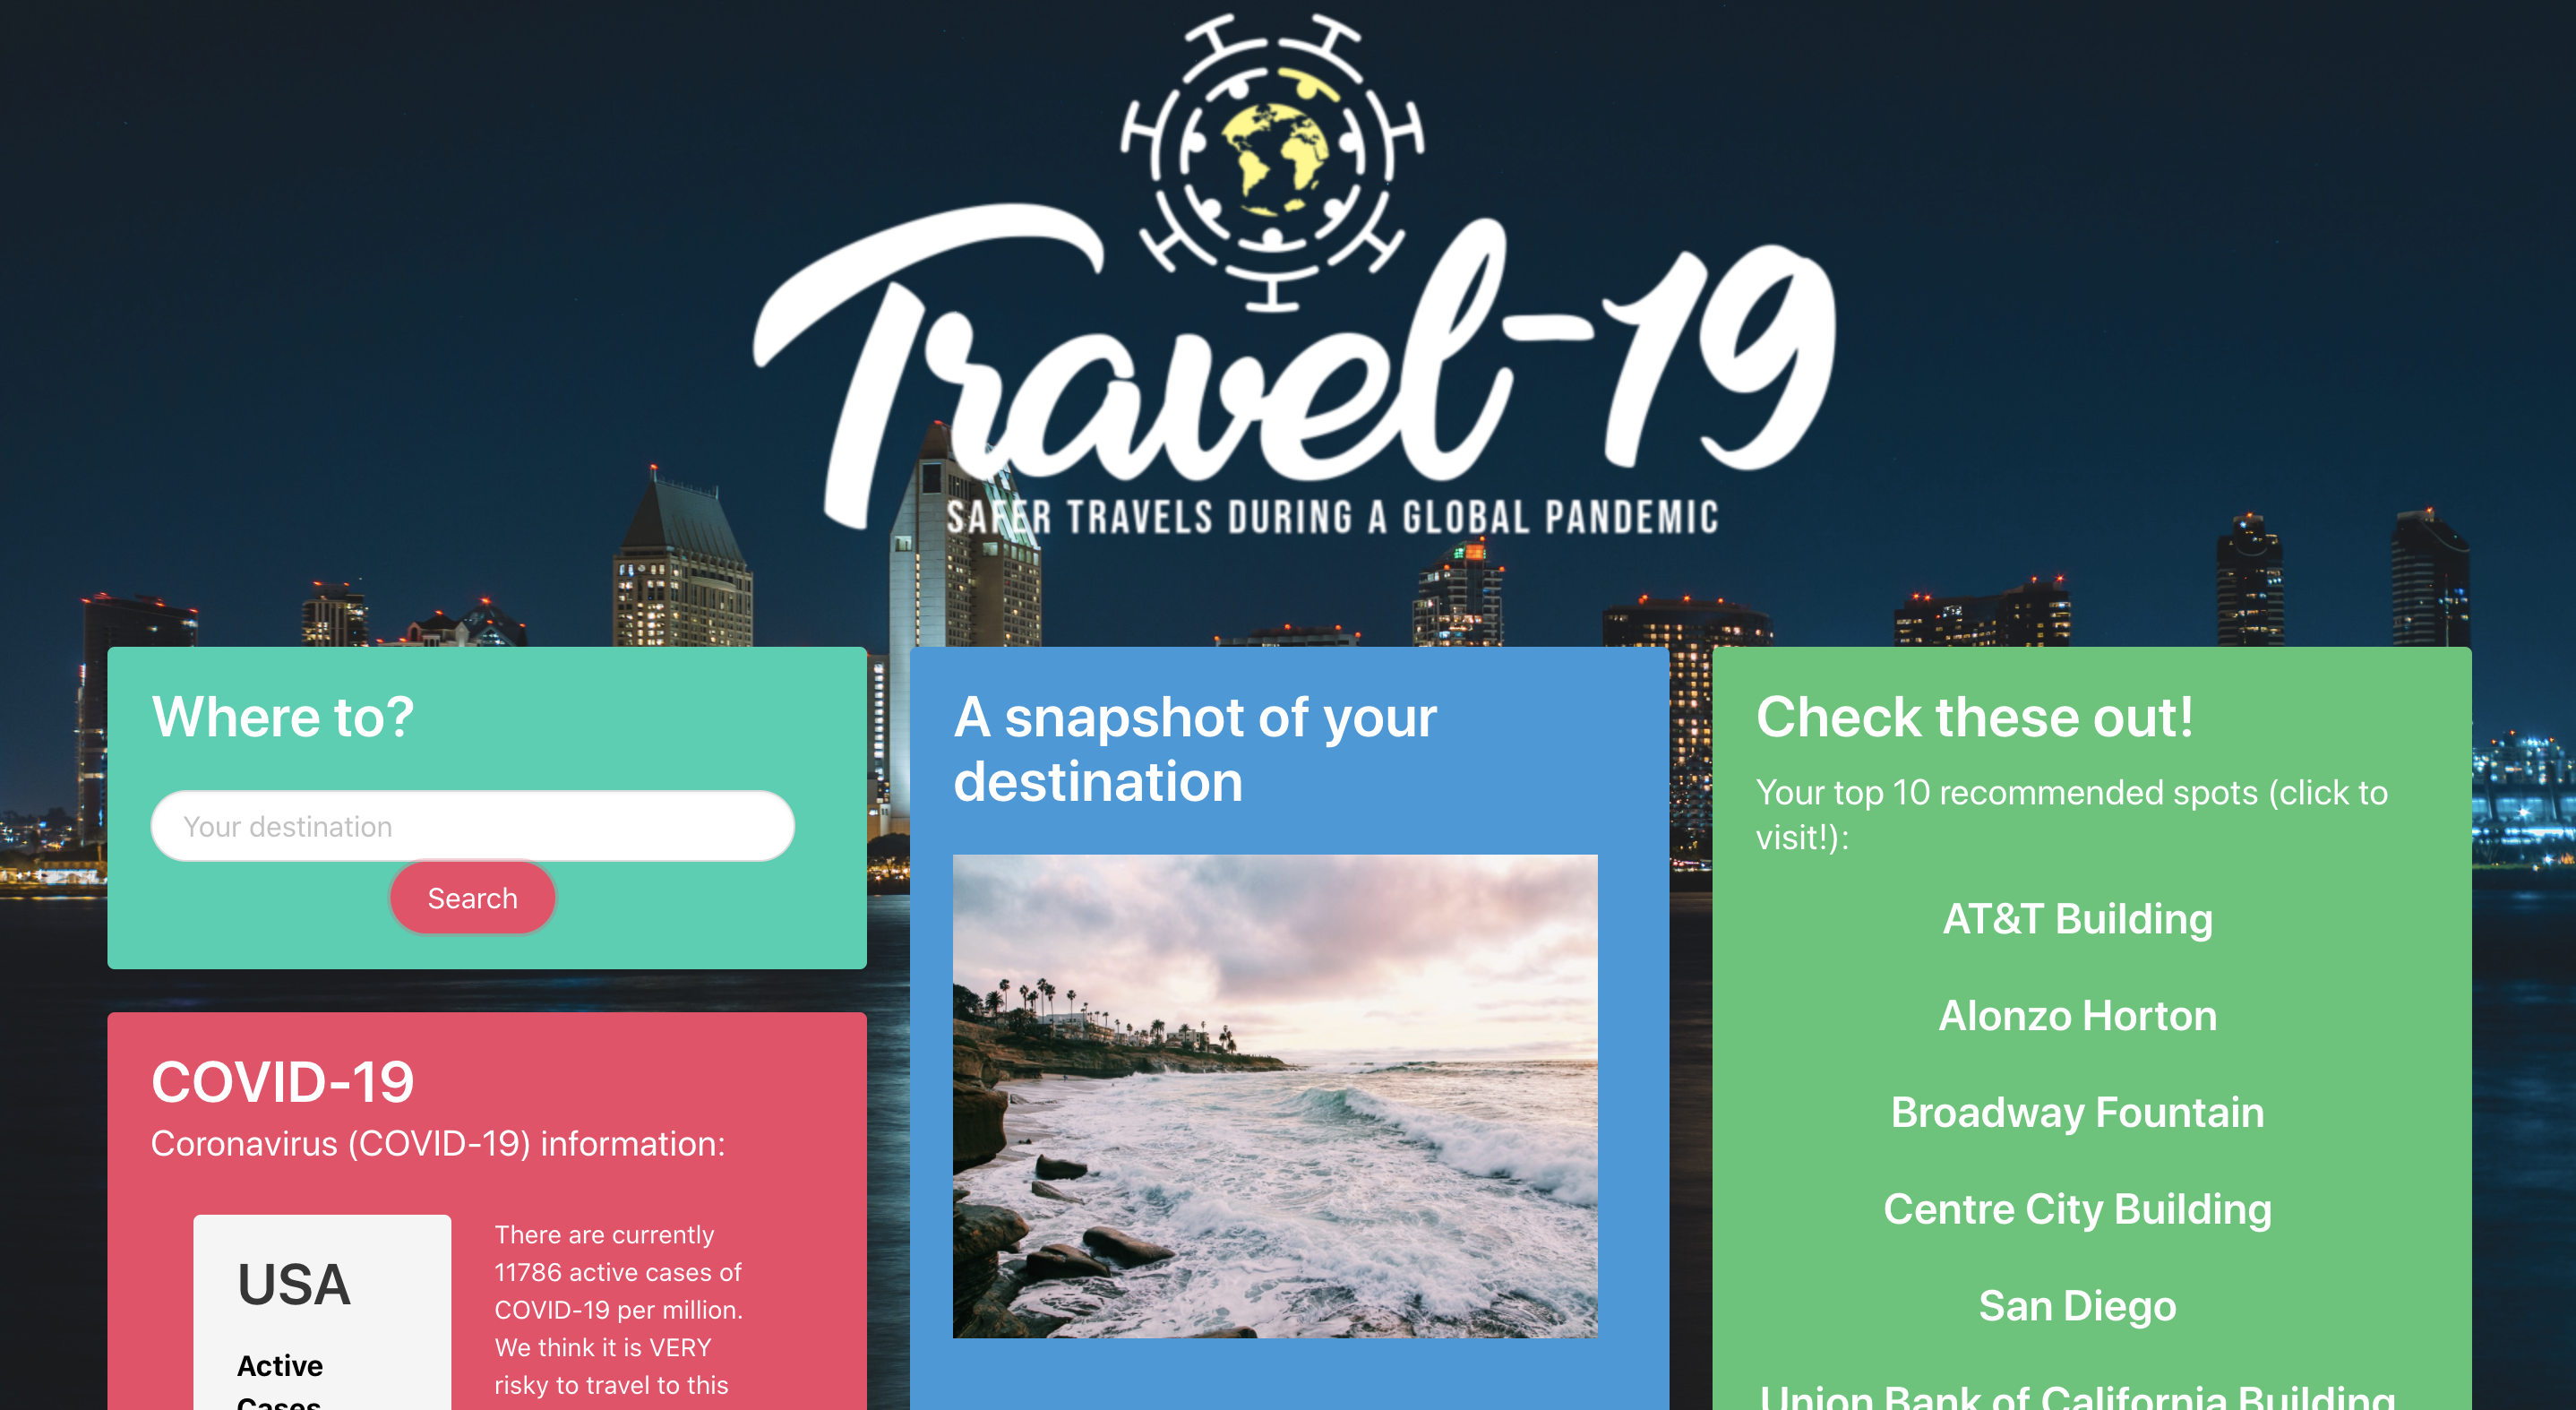 Travel-19
SAFER TRAVELS DURING A GLOBAL PANDEMIC
Where to?
Your destination
Search
COVID-19
Coronavirus (COVID-19) information:
USA
Active
Cases
There are currently
11786 active cases of
COVID-19 per million.
We think it is VERY
risky to travel to this
A snapshot of your
destination
Check these out!
Your top 10 recommended spots (click to
visit!):
AT&T Building
Alonzo Horton
Broadway Fountain
Centre City Building
San Diego
Union Bank of California Building